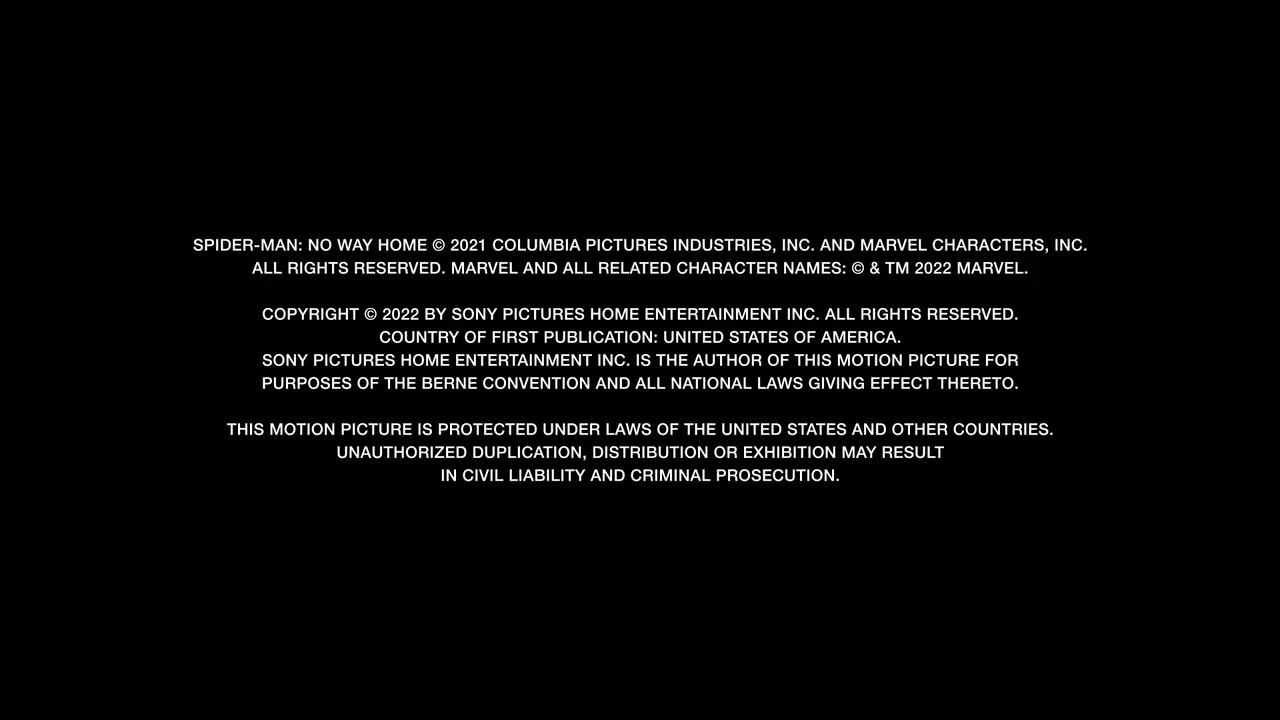 SPIDER-MAN: NO WAY HOME © 2021 COLUMBIA PICTURES INDUSTRIES, INC. AND MARVEL CHARACTERS, INC.
ALL RIGHTS RESERVED. MARVEL AND ALL RELATED CHARACTER NAMES: © & TM 2022 MARVEL.
COPYRIGHT © 2022 BY SONY PICTURES HOME ENTERTAINMENT INC. ALL RIGHTS RESERVED.
COUNTRY OF FIRST PUBLICATION: UNITED STATES OF AMERICA.
SONY PICTURES HOME ENTERTAINMENT INC. IS THE AUTHOR OF THIS MOTION PICTURE FOR
PURPOSES OF THE BERNE CONVENTION AND ALL NATIONAL LAWS GIVING EFFECT THERETO.
THIS MOTION PICTURE IS PROTECTED UNDER LAWS OF THE UNITED STATES AND OTHER COUNTRIES.
UNAUTHORIZED DUPLICATION, DISTRIBUTION OR EXHIBITION MAY RESULT
IN CIVIL LIABILITY AND CRIMINAL PROSECUTION.